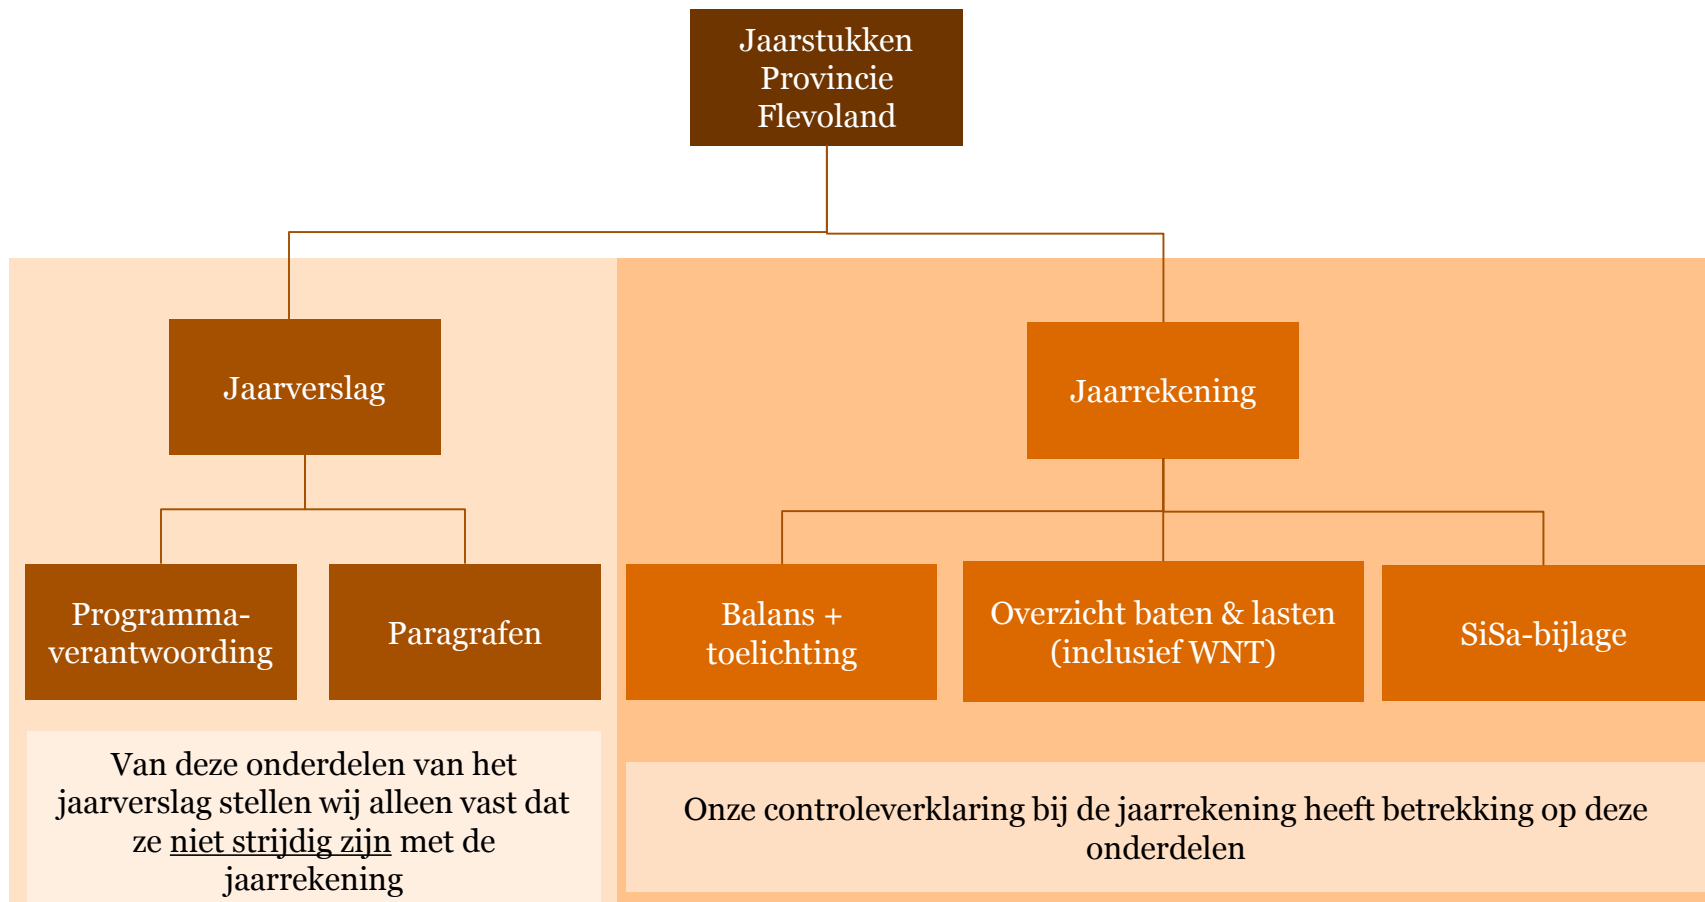 Jaarstukken
Provincie
Flevoland
Jaarverslag
Jaarrekening
Programma-
verantwoording
Paragrafen
Balans +
toelichting
Overzicht baten & lasten
(inclusief WNT)
SiSa-bijlage
Van deze onderdelen van het
jaarverslag stellen wij alleen vast dat
ze niet strijdig zijn met de
jaarrekening
Onze controleverklaring bij de jaarrekening heeft betrekking op deze
onderdelen